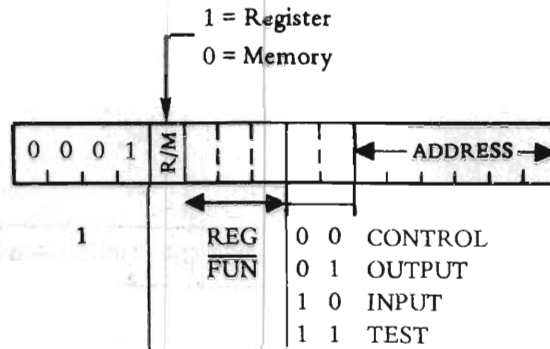 1 = Register
0 = Memory
0 0 0 1 R/M ADDRESS
1 REG 0 0 CONTROL
FUN 0 1 OUTPUT
1 0 INPUT
1 1 TEST